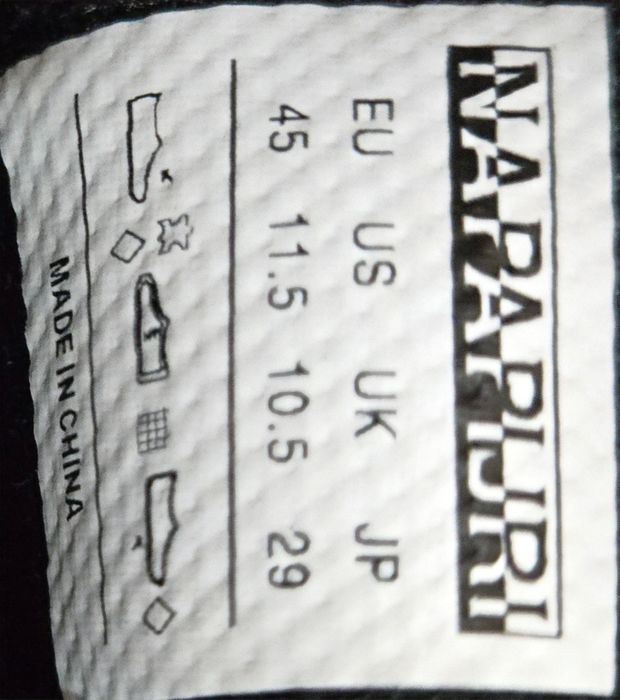 NAPAPIJRI
EU US UK JP
45 11.5 10.5 29
MADE IN CHINA